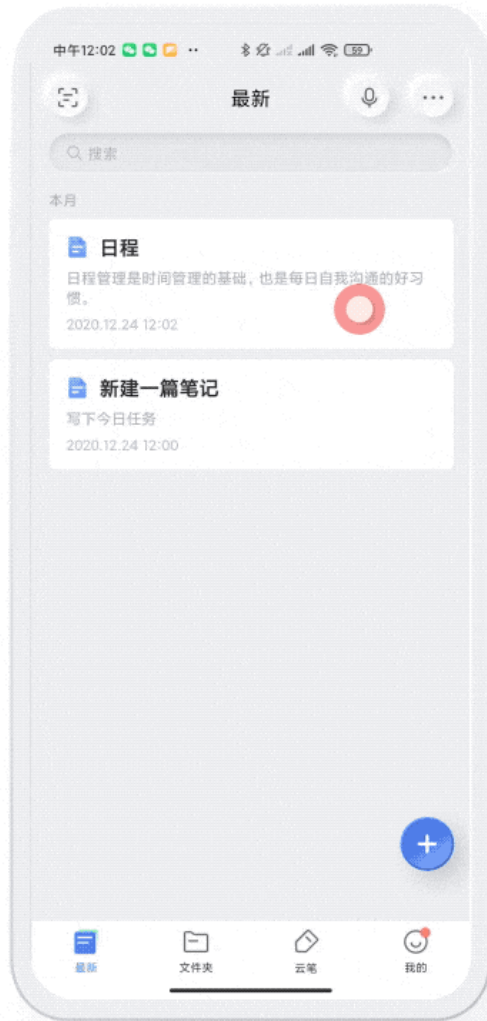 中午12:02
59
最新
搜索
本月
日程
日程管理是时间管理的基础，也是每日自我沟通的好习
惯。
2020.12.24 12:02
新建一篇笔记
写下今日任务
2020.12.24 12:00
最新
文件夹
云笔
我的